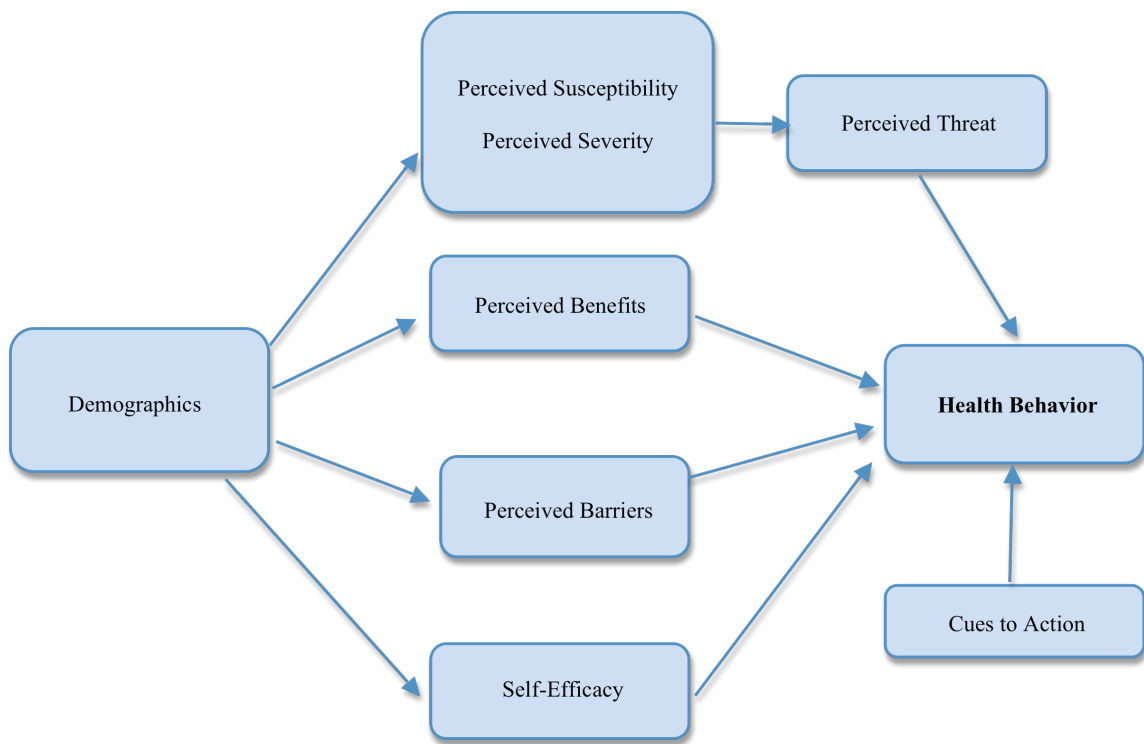 Perceived Susceptibility
Perceived Severity
Perceived Threat
Perceived Benefits
Demographics
Health Behavior
Perceived Barriers
Cues to Action
Self-Efficacy